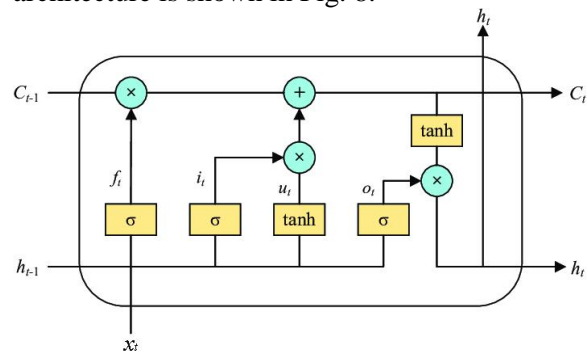 architecture is shown in Fig. 8.
h_t
C_{t-1} × + C_t
tanh
f_t i_t × u_t o_t ×
σ σ tanh σ
h_{t-1} h_t
x_t